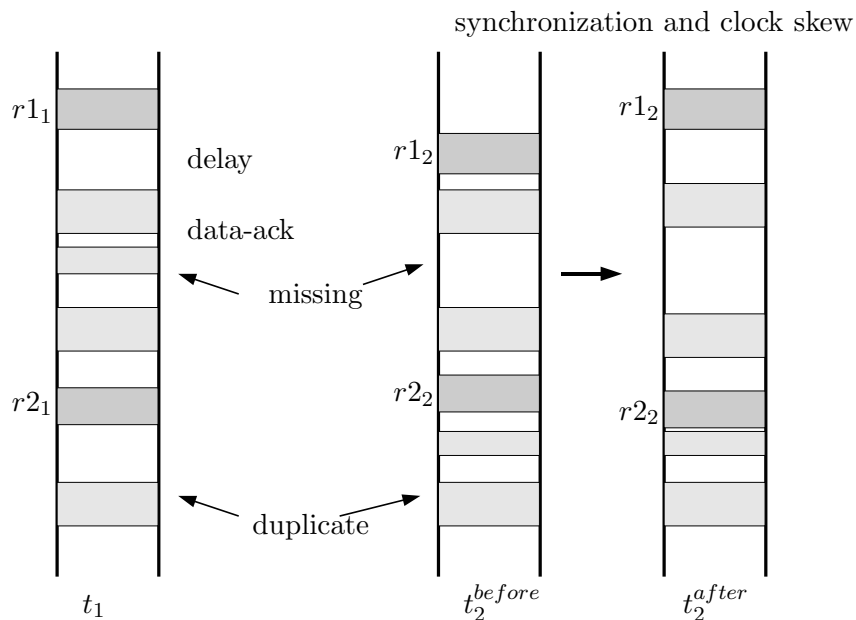 synchronization and clock skew
r1₁
r1₂
delay
r1₂
data-ack
missing
r2₁
r2₂
r2₂
duplicate
t₁
t₂^{before}
t₂^{after}